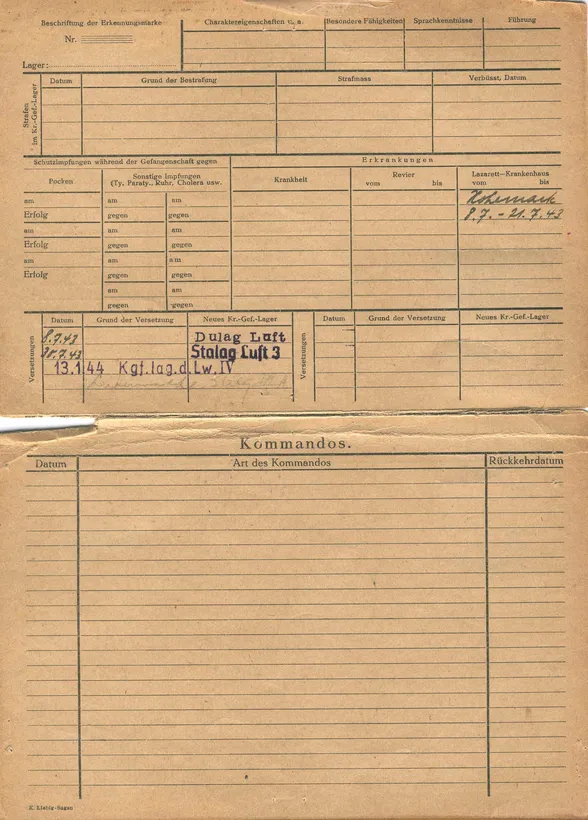 Beschriftung der Erkennungsmarke
Nr.
Lager:
Charaktereigenschaften u. a.
Besondere Fähigkeiten
Sprachkenntnisse
Führung
Strafen im Kr.-Gef.-Lager
Datum
Grund der Bestrafung
Strafmass
Verbüsst, Datum
Schutzimpfungen während der Gefangenschaft gegen
Erkrankungen
Pocken
Sonstige Impfungen
(Ty, Paraty., Ruhr, Cholera usw.
Krankheit
Revier
vom bis
Lazarett-Krankenhaus
vom bis
am am am
Hohemark
Erfolg gegen gegen
8.7. - 21.7.43
am am am
Erfolg gegen gegen
am am am
Erfolg gegen gegen
am am
gegen gegen
Versetzungen
Datum Grund der Versetzung Neues Kr.-Gef.-Lager
8.7.43 Dulag Luft
Stalag Luft 3
13.1.44 Kgf.lag.d.Lw.IV
Versetzungen
Datum Grund der Versetzung Neues Kr.-Gef.-Lager
Kommandos.
Datum Art des Kommandos Rückkehrdatum
K. Liebig-Sagan